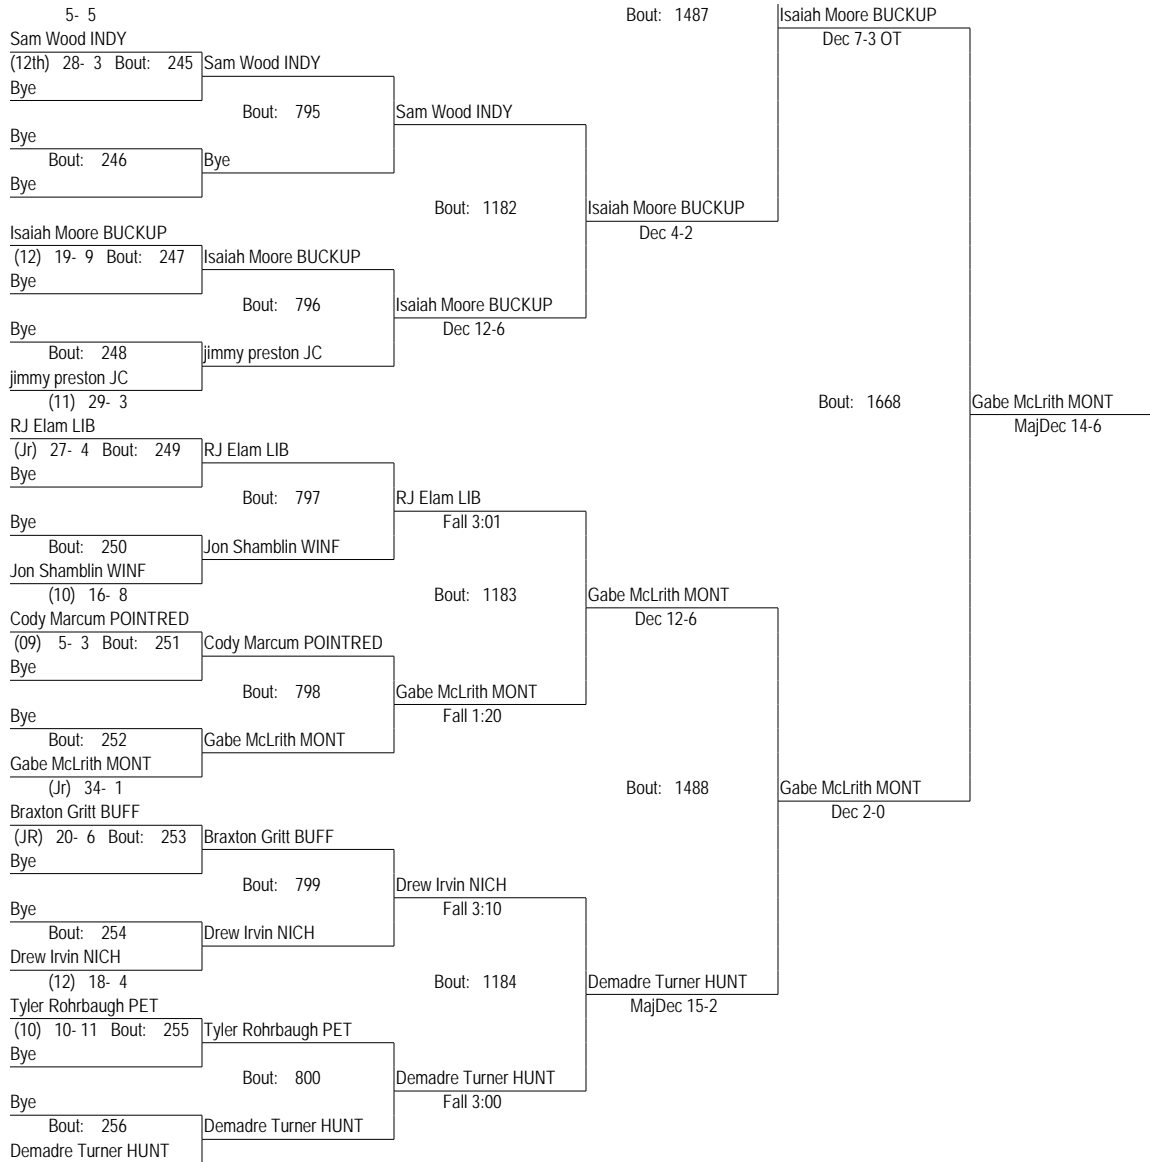 5- 5
Bout: 1487
Isaiah Moore BUCKUP
Sam Wood INDY
Dec 7-3 OT
(12th) 28- 3 Bout: 245
Sam Wood INDY
Bye
Bout: 795
Sam Wood INDY
Bye
Bout: 246
Bye
Bye
Bout: 1182
Isaiah Moore BUCKUP
Isaiah Moore BUCKUP
Dec 4-2
(12) 19- 9 Bout: 247
Isaiah Moore BUCKUP
Bye
Bout: 796
Isaiah Moore BUCKUP
Bye
Dec 12-6
Bout: 248
jimmy preston JC
jimmy preston JC
(11) 29- 3
Bout: 1668
Gabe McLrith MONT
RJ Elam LIB
MajDec 14-6
(Jr) 27- 4 Bout: 249
RJ Elam LIB
Bye
Bout: 797
RJ Elam LIB
Bye
Fall 3:01
Bout: 250
Jon Shamblin WINF
Jon Shamblin WINF
(10) 16- 8
Bout: 1183
Gabe McLrith MONT
Cody Marcum POINTRED
Dec 12-6
(09) 5- 3 Bout: 251
Cody Marcum POINTRED
Bye
Bout: 798
Gabe McLrith MONT
Bye
Fall 1:20
Bout: 252
Gabe McLrith MONT
Gabe McLrith MONT
(Jr) 34- 1
Bout: 1488
Gabe McLrith MONT
Braxton Gritt BUFF
Dec 2-0
(JR) 20- 6 Bout: 253
Braxton Gritt BUFF
Bye
Bout: 799
Drew Irvin NICH
Bye
Fall 3:10
Bout: 254
Drew Irvin NICH
Drew Irvin NICH
(12) 18- 4
Bout: 1184
Demadre Turner HUNT
Tyler Rohrbaugh PET
MajDec 15-2
(10) 10- 11 Bout: 255
Tyler Rohrbaugh PET
Bye
Bout: 800
Demadre Turner HUNT
Bye
Fall 3:00
Bout: 256
Demadre Turner HUNT
Demadre Turner HUNT